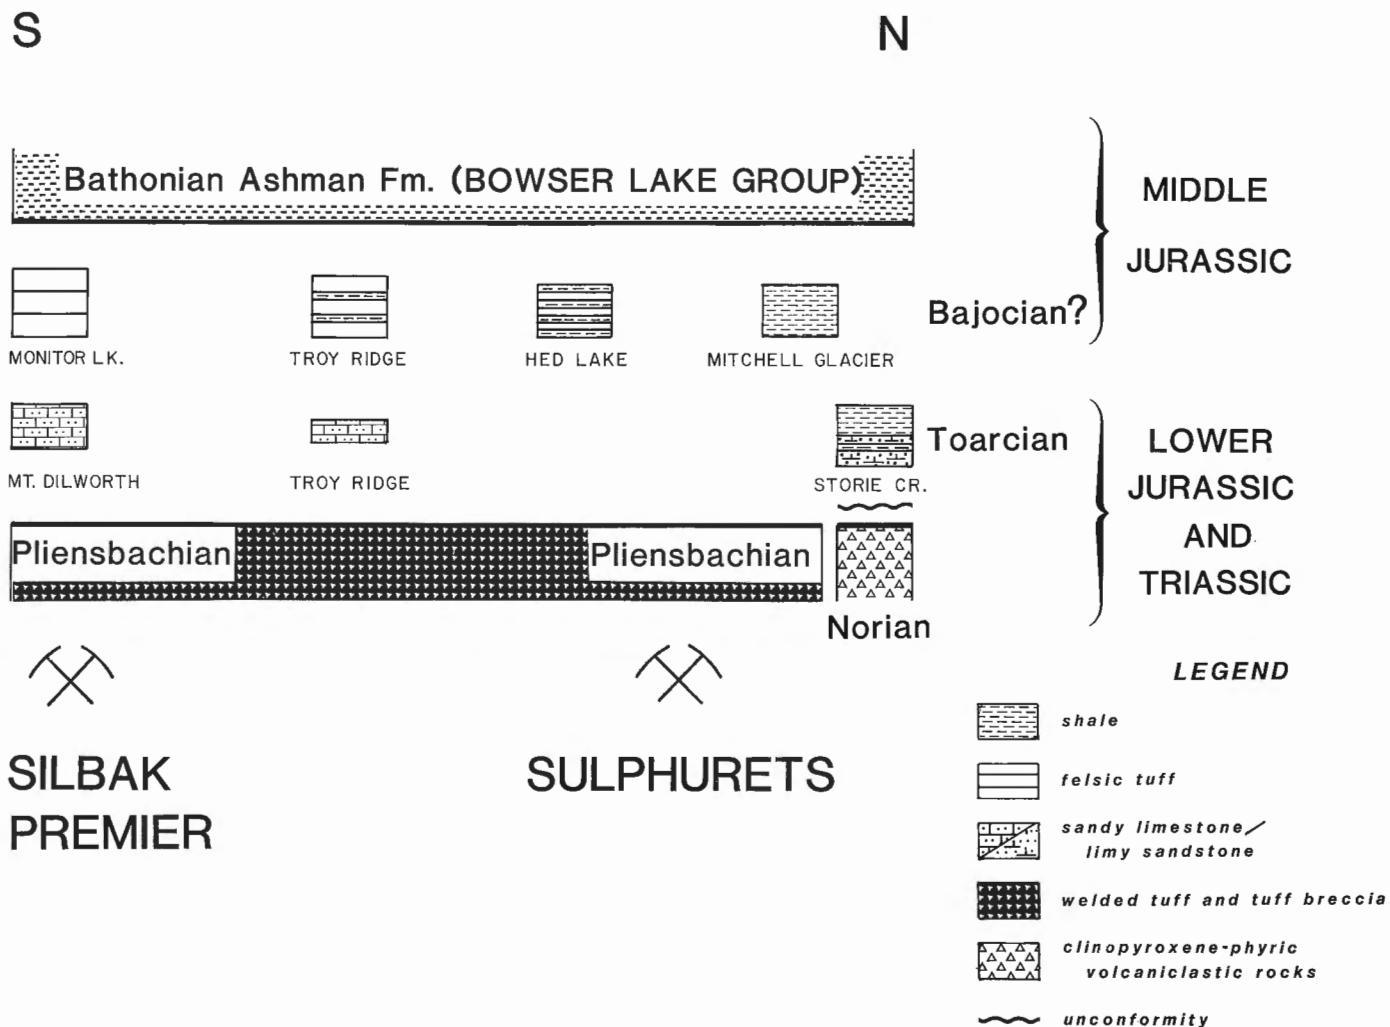 S
N
Bathonian Ashman Fm. (BOWSER LAKE GROUP)
MIDDLE
JURASSIC
Bajocian?
MONITOR LK.
TROY RIDGE
HED LAKE
MITCHELL GLACIER
Toarcian
LOWER
JURASSIC
AND
TRIASSIC
MT. DILWORTH
TROY RIDGE
STORIE CR.
Pliensbachian
Pliensbachian
Norian
SILBAK
PREMIER
SULPHURETS
LEGEND
shale
felsic tuff
sandy limestone/
limy sandstone
welded tuff and tuff breccia
clinopyroxene-phyric
volcaniclastic rocks
unconformity